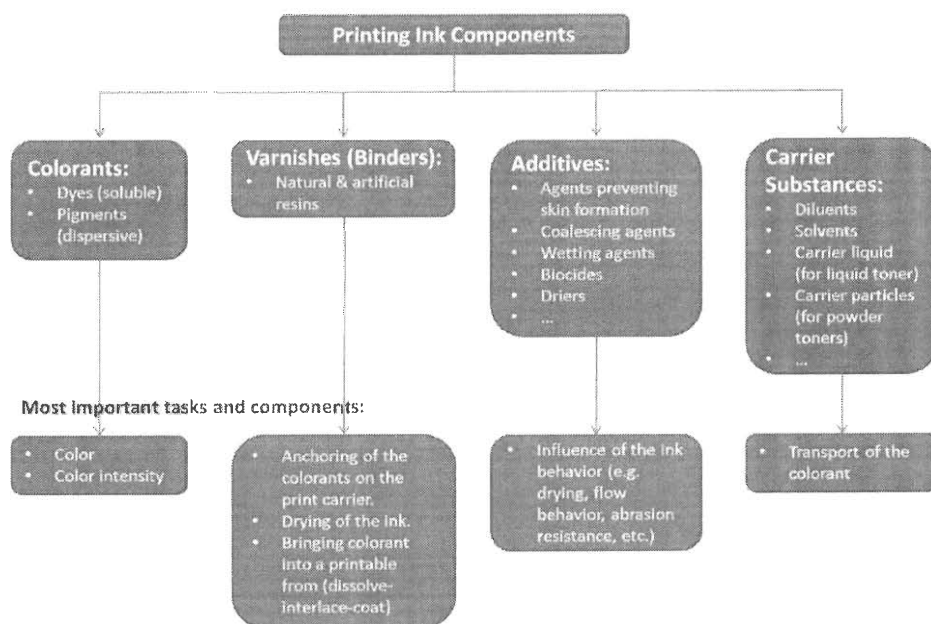 Printing Ink Components
Colorants:
• Dyes (soluble)
• Pigments
(dispersive)
Varnishes (Binders):
• Natural & artificial
resins
Additives:
• Agents preventing
skin formation
• Coalescing agents
• Wetting agents
• Biocides
• Driers
• ...
Carrier
Substances:
• Diluents
• Solvents
• Carrier liquid
(for liquid toner)
• Carrier particles
(for powder
toners)
• ...
Most important tasks and components:
• Color
• Color intensity
• Anchoring of the
colorants on the
print carrier.
• Drying of the ink.
• Bringing colorant
into a printable
from (dissolve-
interlace-coat)
• Influence of the ink
behavior (e.g.
drying, flow
behavior, abrasion
resistance, etc.)
• Transport of the
colorant